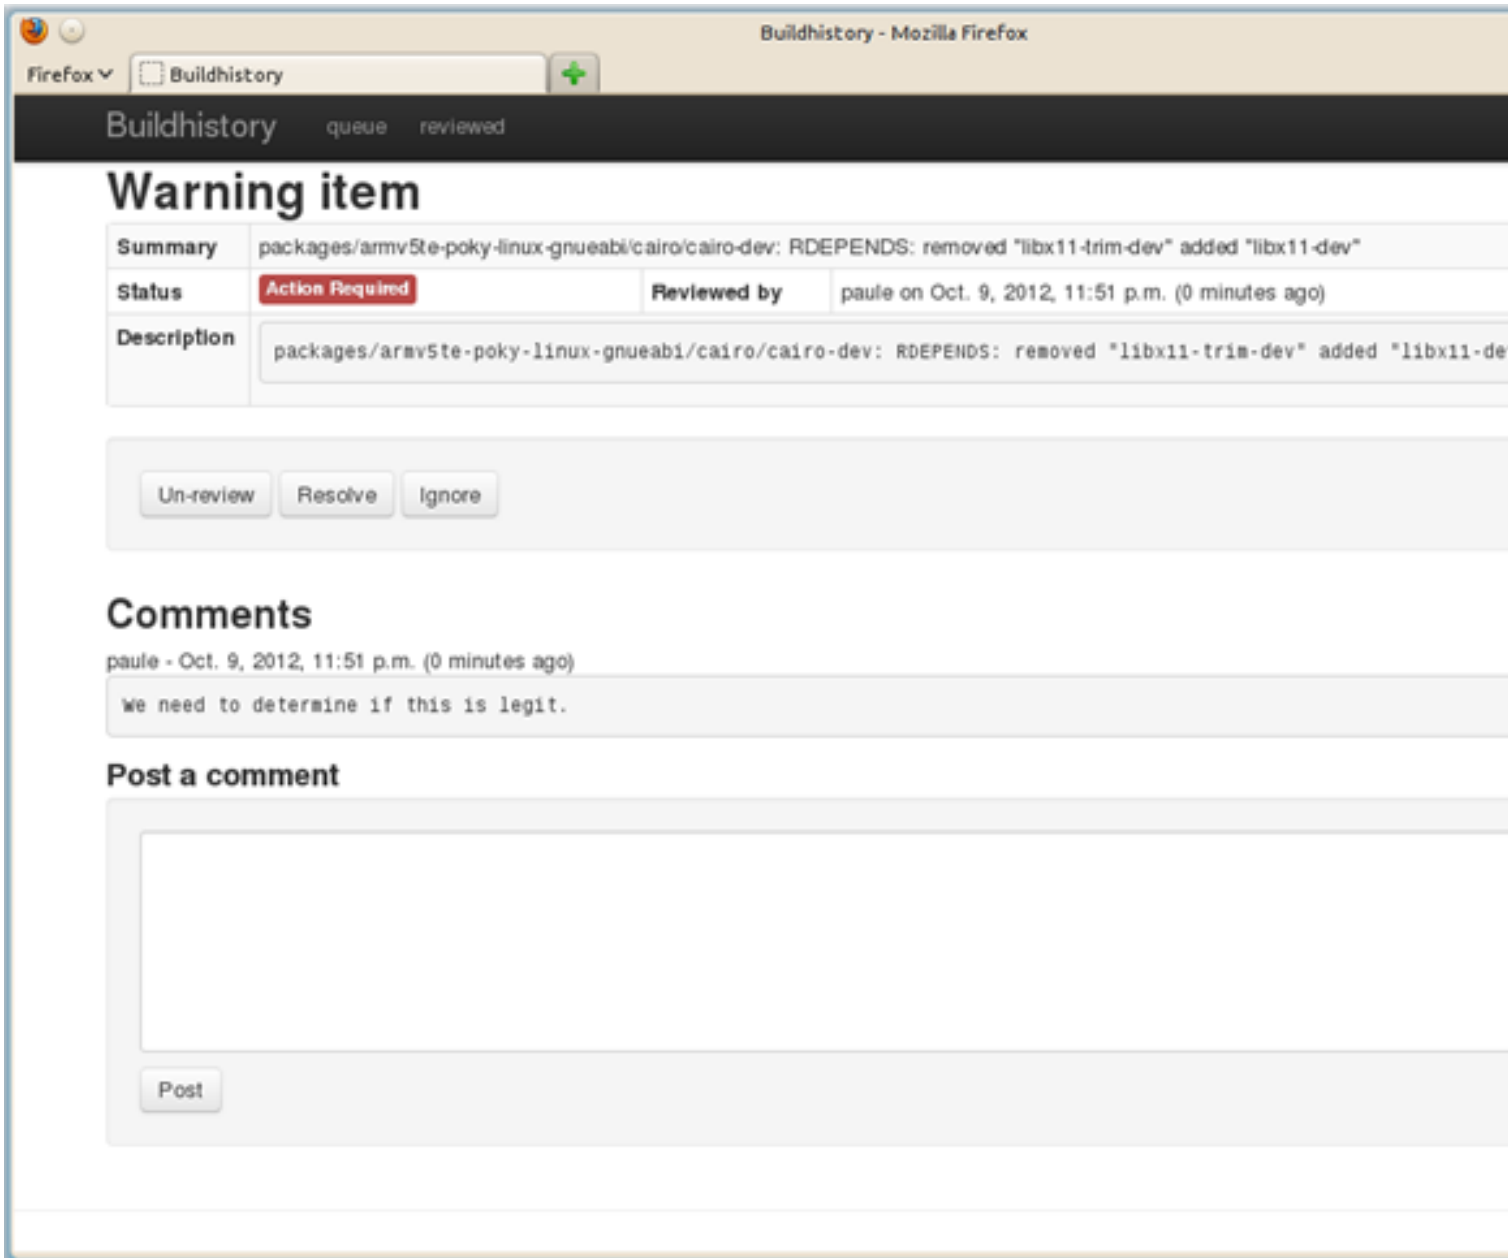 Buildhistory - Mozilla Firefox
Firefox
Buildhistory
Buildhistory queue reviewed
Warning item
Summary packages/armv5te-poky-linux-gnueabi/cairo/cairo-dev: RDEPENDS: removed "libx11-trim-dev" added "libx11-dev"
Status Action Required Reviewed by paule on Oct. 9, 2012, 11:51 p.m. (0 minutes ago)
Description packages/armv5te-poky-linux-gnueabi/cairo/cairo-dev: RDEPENDS: removed "libx11-trim-dev" added "libx11-de
Un-review Resolve Ignore
Comments
paule - Oct. 9, 2012, 11:51 p.m. (0 minutes ago)
We need to determine if this is legit.
Post a comment
Post